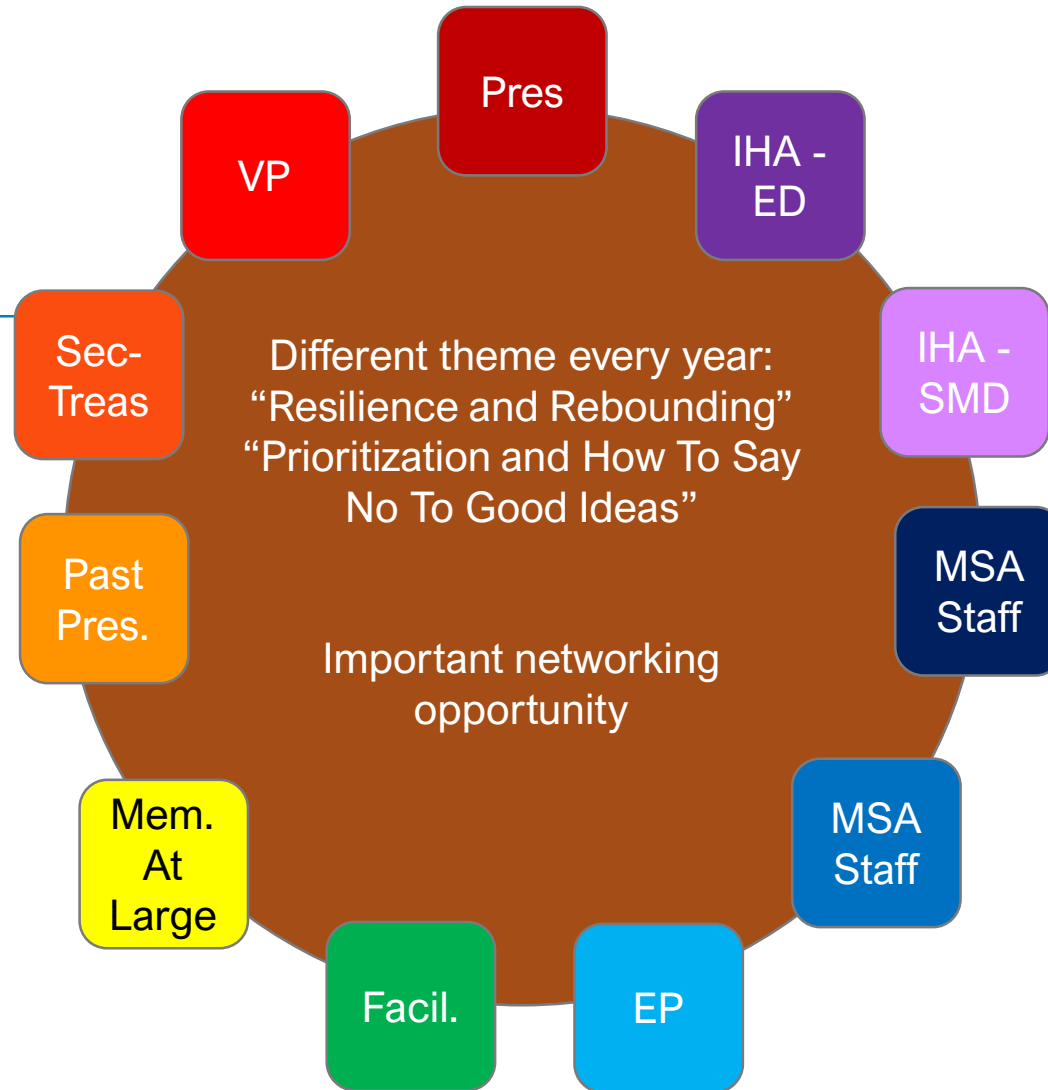 Pres
IHA -
ED
VP
IHA -
SMD
Sec-
Treas
Different theme every year:
“Resilience and Rebounding”
“Prioritization and How To Say
No To Good Ideas”
MSA
Staff
Past
Pres.
Important networking
opportunity
MSA
Staff
Mem.
At
Large
Facil.
EP